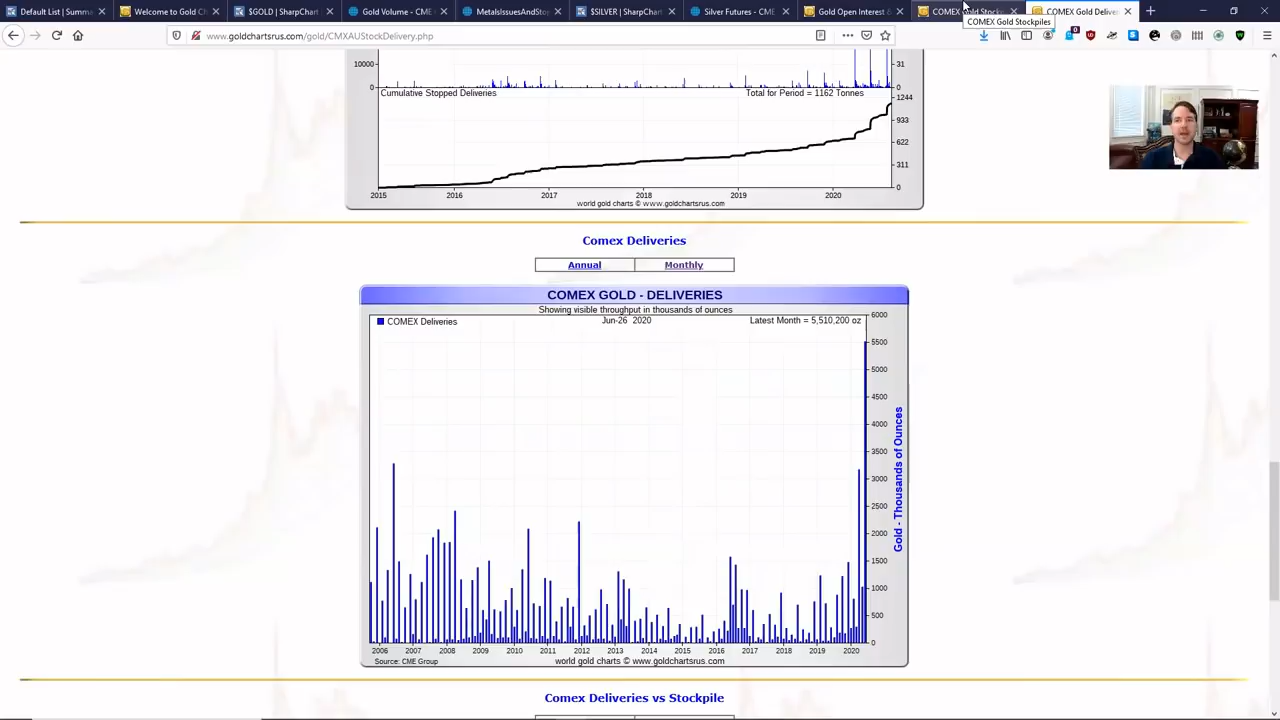 Default List | Summa
Welcome to Gold Ch
$GOLD | SharpChart
Gold Volume - CME
MetalsIssuesAndSto
$SILVER | SharpChart
Silver Futures - CME
Gold Open Interest &
COMEX Gold Stock
COMEX Gold Deliver
COMEX Gold Stockpiles
www.goldchartsrus.com/gold/CMXAUStockDelivery.php
10000
31
0
0
Cumulative Stopped Deliveries
Total for Period = 1162 Tonnes
1244
933
622
311
0
2015
2016
2017
2018
2019
2020
world gold charts © www.goldchartsrus.com
Comex Deliveries
Annual
Monthly
COMEX GOLD - DELIVERIES
Showing visible throughput in thousands of ounces
COMEX Deliveries
Jun-26 2020
Latest Month = 5,510,200 oz
6000
5500
5000
4500
4000
3500
3000
2500
2000
1500
1000
500
0
Gold - Thousands of Ounces
2006
2007
2008
2009
2010
2011
2012
2013
2014
2015
2016
2017
2018
2019
2020
Source: CME Group
world gold charts © www.goldchartsrus.com
Comex Deliveries vs Stockpile